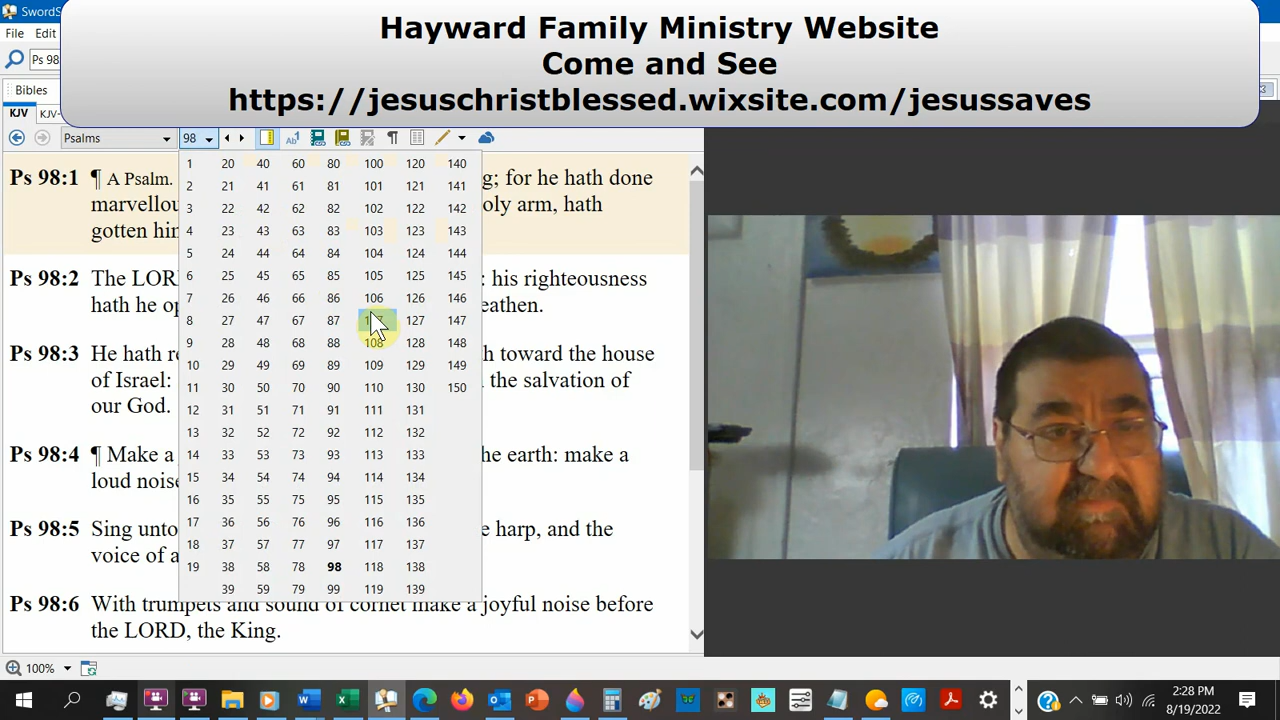 SwordS
Hayward Family Ministry Website
Come and See
https://jesuschristblessed.wixsite.com/jesussaves
File Edit
Ps 98
Bibles
KJV KJV-
Psalms 98
Ps 98:1 ¶ A Psalm. g; for he hath done
marvellou oly arm, hath
gotten him
Ps 98:2 The LOR : his righteousness
hath he op eathen.
Ps 98:3 He hath re h toward the house
of Israel: the salvation of
our God.
Ps 98:4 ¶ Make a he earth: make a
loud noise
Ps 98:5 Sing unto e harp, and the
voice of a
Ps 98:6 With trumpets and sound of cornet make a joyful noise before
the LORD, the King.
1 20 40 60 80 100 120 140
2 21 41 61 81 101 121 141
3 22 42 62 82 102 122 142
4 23 43 63 83 103 123 143
5 24 44 64 84 104 124 144
6 25 45 65 85 105 125 145
7 26 46 66 86 106 126 146
8 27 47 67 87 127 147
9 28 48 68 88 108 128 148
10 29 49 69 89 109 129 149
11 30 50 70 90 110 130 150
12 31 51 71 91 111 131
13 32 52 72 92 112 132
14 33 53 73 93 113 133
15 34 54 74 94 114 134
16 35 55 75 95 115 135
17 36 56 76 96 116 136
18 37 57 77 97 117 137
19 38 58 78 98 118 138
39 59 79 99 119 139
100%
2:28 PM
8/19/2022